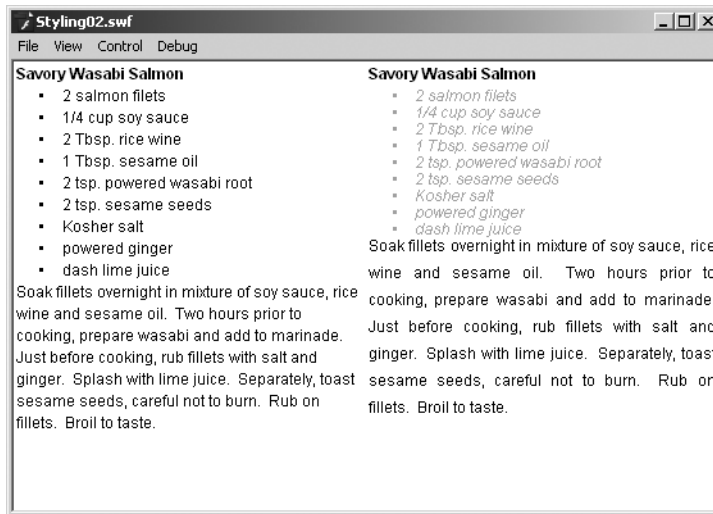 Styling02.swf
File View Control Debug
Savory Wasabi Salmon
▪ 2 salmon filets
▪ 1/4 cup soy sauce
▪ 2 Tbsp. rice wine
▪ 1 Tbsp. sesame oil
▪ 2 tsp. powered wasabi root
▪ 2 tsp. sesame seeds
▪ Kosher salt
▪ powered ginger
▪ dash lime juice
Soak fillets overnight in mixture of soy sauce, rice
wine and sesame oil. Two hours prior to
cooking, prepare wasabi and add to marinade.
Just before cooking, rub fillets with salt and
ginger. Splash with lime juice. Separately, toast
sesame seeds, careful not to burn. Rub on
fillets. Broil to taste.
Savory Wasabi Salmon
▪ 2 salmon filets
▪ 1/4 cup soy sauce
▪ 2 Tbsp. rice wine
▪ 1 Tbsp. sesame oil
▪ 2 tsp. powered wasabi root
▪ 2 tsp. sesame seeds
▪ Kosher salt
▪ powered ginger
▪ dash lime juice
Soak fillets overnight in mixture of soy sauce, rice
wine and sesame oil. Two hours prior to
cooking, prepare wasabi and add to marinade
Just before cooking, rub fillets with salt and
ginger. Splash with lime juice. Separately, toast
sesame seeds, careful not to burn. Rub on
fillets. Broil to taste.